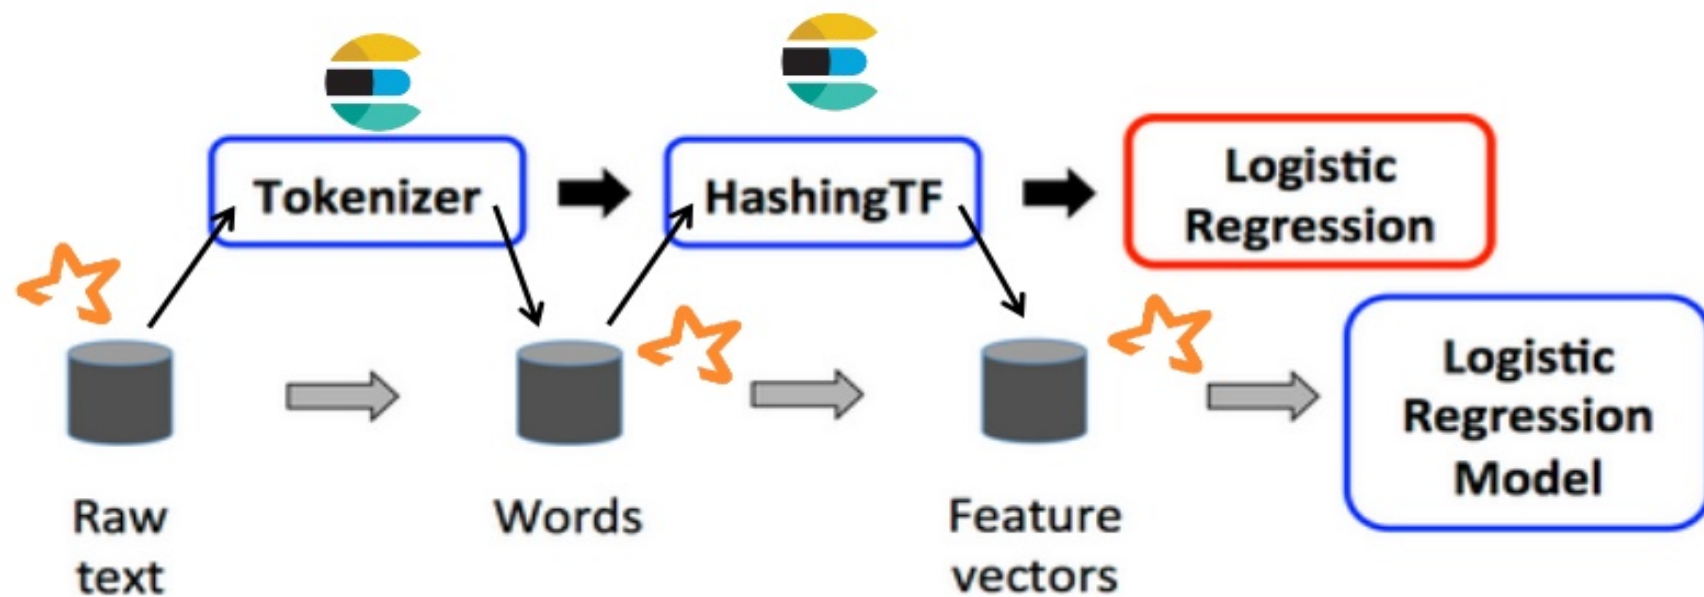 Tokenizer
HashingTF
Logistic
Regression
Logistic
Regression
Model
Raw
text
Words
Feature
vectors